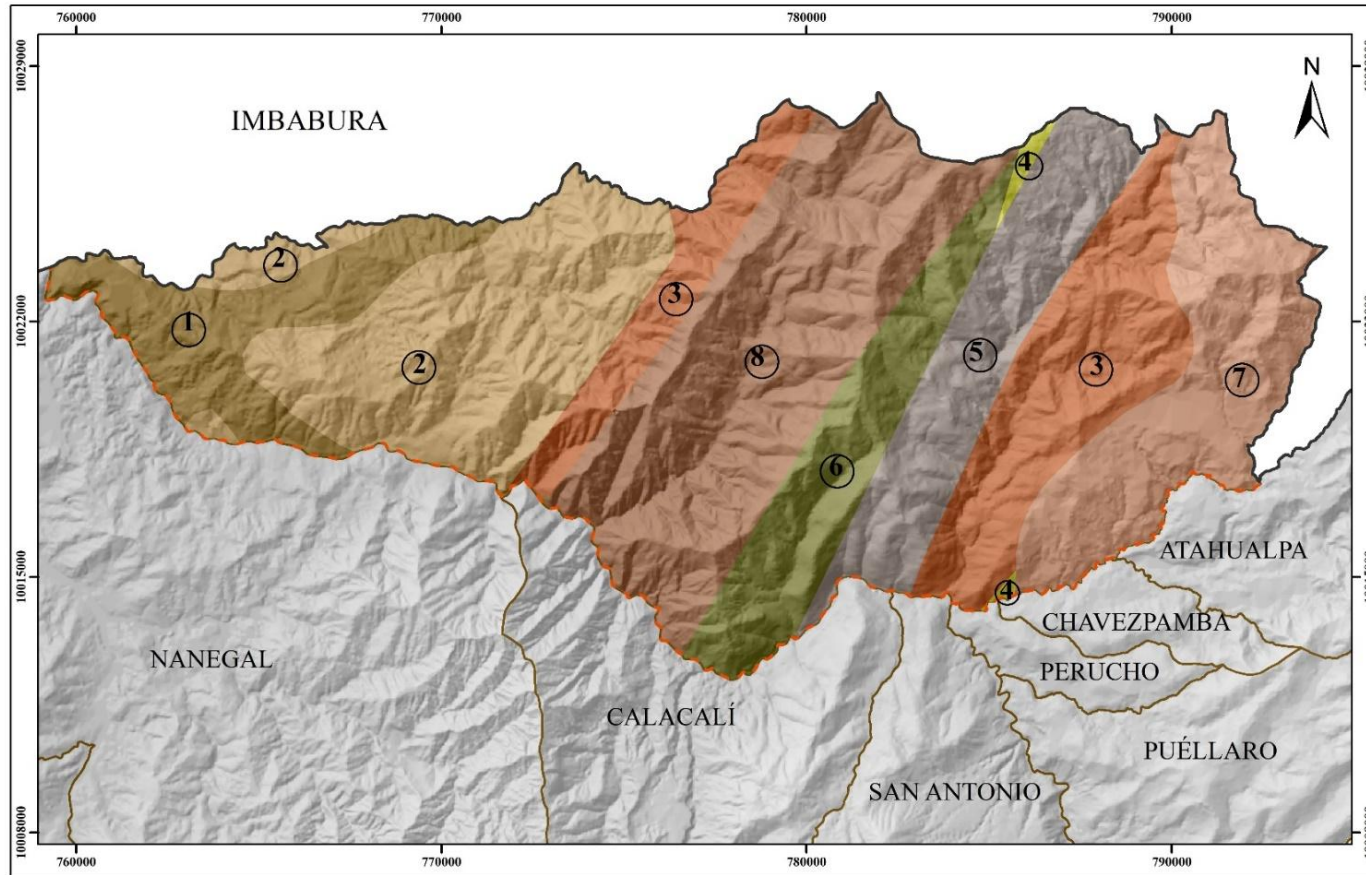 760000 770000 780000 790000
10029000
N
IMBABURA
4
2
3
1
10022000
5
8
2
3
7
6
ATAHUALPA
10015000
4
CHAVEZPAMBA
NANEGAL
PERUCHO
CALACALÍ
PUÉLLARO
SAN ANTONIO
10008000
760000 770000 780000 790000